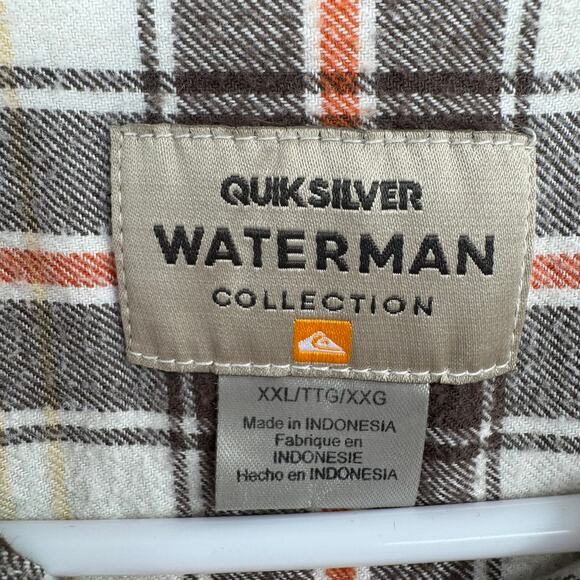 QUIKSILVER
WATERMAN
COLLECTION
XXL/TTG/XXG
Made in INDONESIA
Fabrique en
INDONESIE
Hecho en INDONESIA